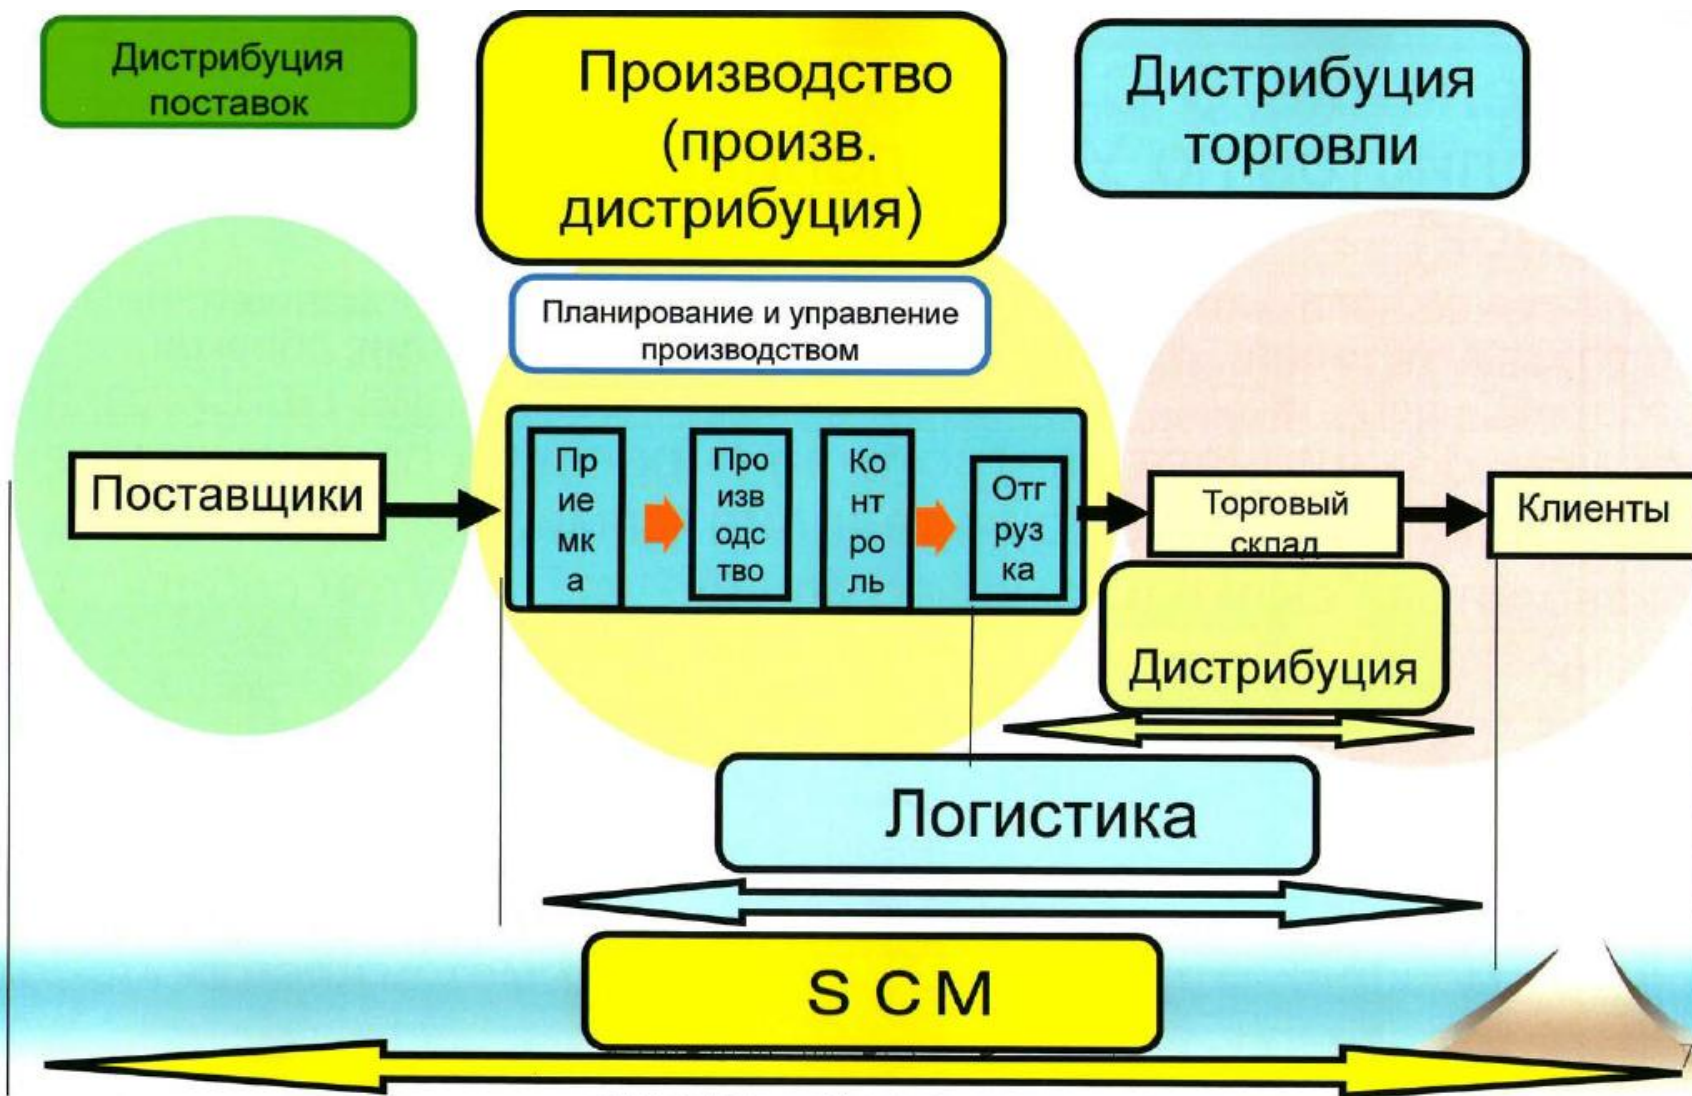 Дистрибуция
поставок
Производство
(произв.
дистрибуция)
Дистрибуция
торговли
Планирование и управление
производством
Поставщики
Пр
ие
мк
а
Про
изв
одс
тво
Ко
нт
ро
ль
Отг
руз
ка
Торговый
склад
Клиенты
Дистрибуция
Логистика
S C M